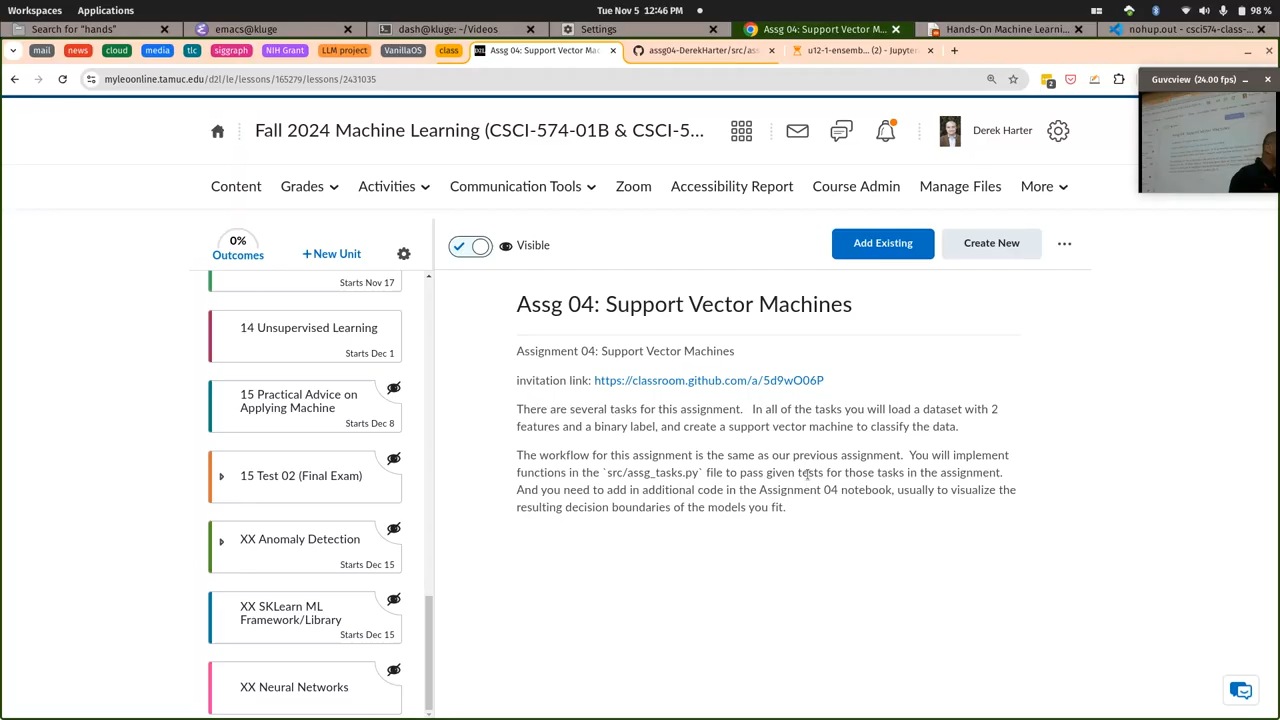 Workspaces Applications Tue Nov 5 12:46 PM 98 %
Search for "hands" emacs@kluge dash@kluge: ~/Videos Settings Support Vector M... Hands-On Machine Learni... nohup.out - csci574-class-...
mail news cloud media tlc siggraph NIH Grant LLM project VanillaOS class Assg 04: Support Vector Mac assg04-DerekHarter/src/ass u12-1-ensemb... (2) - Jupyter
myleoonline.tamuc.edu/d2l/le/lessons/165279/lessons/2431035
2
Guvcview (24.00 fps)
Fall 2024 Machine Learning (CSCI-574-01B & CSCI-5...
Derek Harter
Content Grades Activities Communication Tools Zoom Accessibility Report Course Admin Manage Files More
0%
Outcomes
+ New Unit
Visible
Add Existing
Create New
Starts Nov 17
14 Unsupervised Learning
Starts Dec 1
15 Practical Advice on
Applying Machine
Starts Dec 8
15 Test 02 (Final Exam)
XX Anomaly Detection
Starts Dec 15
XX SKLearn ML
Framework/Library
Starts Dec 15
XX Neural Networks
Assg 04: Support Vector Machines
Assignment 04: Support Vector Machines
invitation link: https://classroom.github.com/a/5d9wO06P
There are several tasks for this assignment. In all of the tasks you will load a dataset with 2
features and a binary label, and create a support vector machine to classify the data.
The workflow for this assignment is the same as our previous assignment. You will implement
functions in the `src/assg_tasks.py` file to pass given tests for those tasks in the assignment.
And you need to add in additional code in the Assignment 04 notebook, usually to visualize the
resulting decision boundaries of the models you fit.